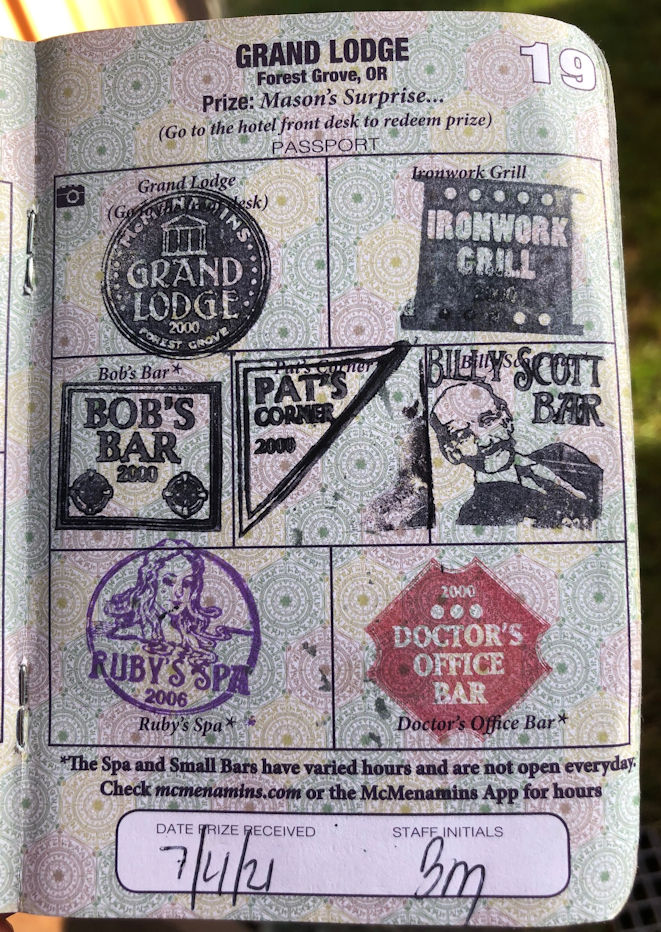 GRAND LODGE
19
Forest Grove, OR
Prize: Mason's Surprise...
(Go to the hotel front desk to redeem prize)
PASSPORT
Grand Lodge
(Go desk)
McMENAMINS
GRAND
LODGE
2000
FOREST GROVE
Ironwork Grill
IRONWORK
GRILL
2000
Bob's Bar*
BOB'S
BAR
2000
Pat's Corner
PAT'S
CORNER
2000
BILLY SCOTT
BAR
RUBY'S SPA
2006
Ruby's Spa*
2000
DOCTOR'S
OFFICE
BAR
Doctor's Office Bar*
*The Spa and Small Bars have varied hours and are not open everyday.
Check mcmenamins.com or the McMenamins App for hours
DATE PRIZE RECEIVED
7/4/21
STAFF INITIALS
BM